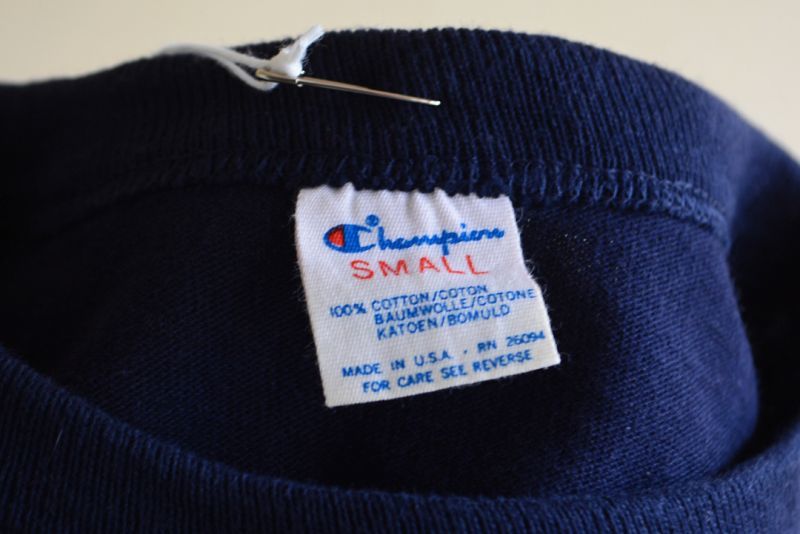 Champion®
SMALL
100% COTTON/COTON
BAUMWOLLE/COTONE
KATOEN/BOMULD
MADE IN U.S.A. • RN 26094
FOR CARE SEE REVERSE